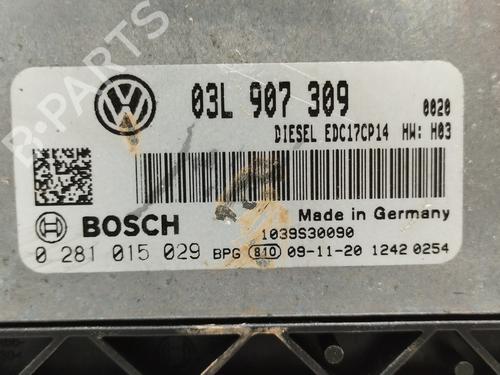 B-PARTS
03L 907 309
0020
DIESEL EDC17CP14 HW: H03
BOSCH
Made in Germany
1039S30090
0 281 015 029 BPG 810 09-11-20 1242 0254